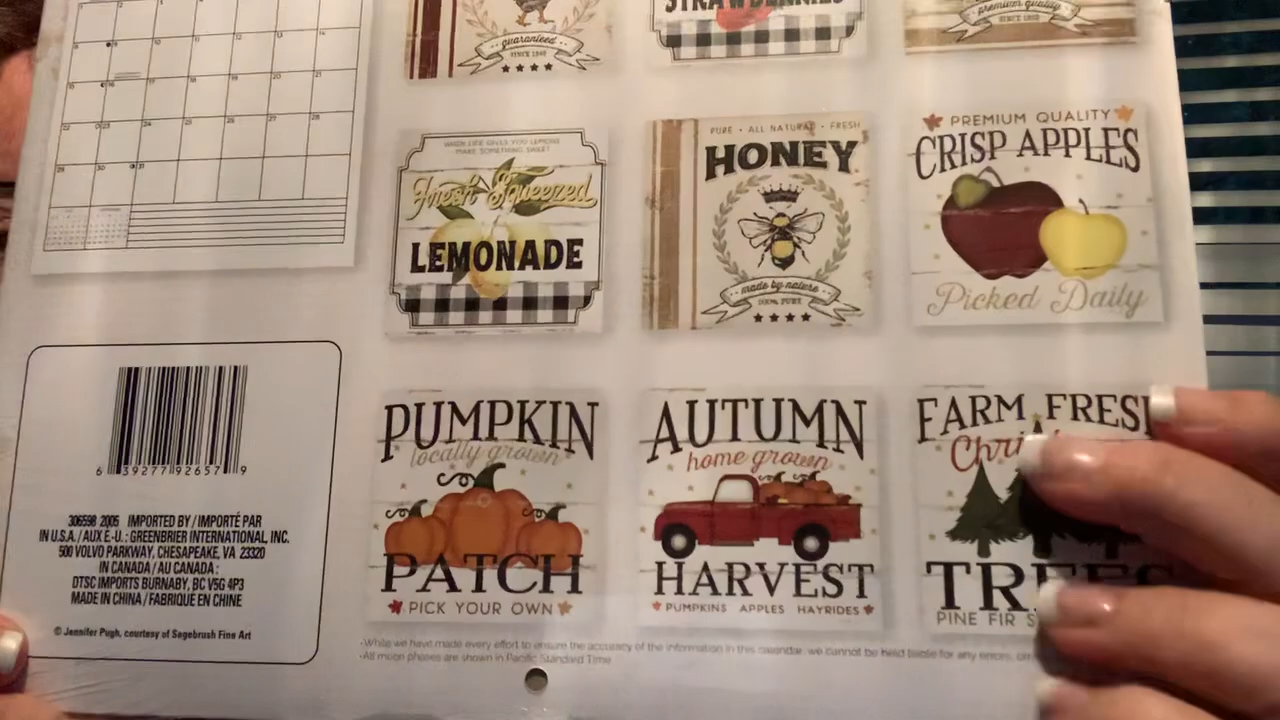 guaranteed
SINCE 1940
STRAWBERRIES
premium quality
WHEN LIFE GIVES YOU LEMONS
MAKE SOMETHING SWEET
Fresh Squeezed
LEMONADE
PURE • ALL NATURAL • FRESH
HONEY
made by nature
100% PURE
PREMIUM QUALITY
CRISP APPLES
Picked Daily
PUMPKIN
locally grown
PATCH
PICK YOUR OWN
AUTUMN
home grown
HARVEST
PUMPKINS APPLES HAYRIDES
FARM FRES
Chri
TREES
PINE FIR S
6 39277 92657 9
306598 2005 IMPORTED BY / IMPORTÉ PAR
IN U.S.A. / AUX É.-U. : GREENBRIER INTERNATIONAL, INC.
500 VOLVO PARKWAY, CHESAPEAKE, VA 23320
IN CANADA / AU CANADA :
DTSC IMPORTS BURNABY, BC V5G 4P3
MADE IN CHINA / FABRIQUÉ EN CHINE
© Jennifer Pugh, courtesy of Sagebrush Fine Art
•While we have made every effort to ensure the accuracy of the information in this calendar, we cannot be held liable for any errors,
•All moon phases are shown in Pacific Standard Time